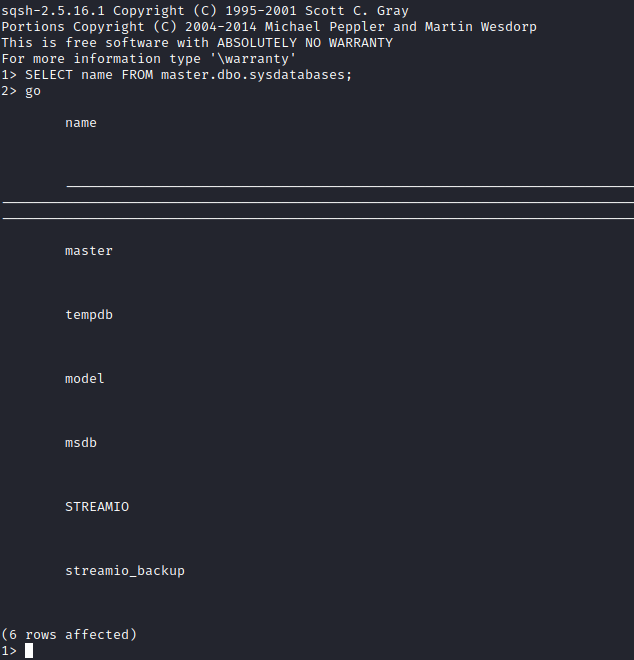 sqsh-2.5.16.1 Copyright (C) 1995-2001 Scott C. Gray
Portions Copyright (C) 2004-2014 Michael Peppler and Martin Wesdorp
This is free software with ABSOLUTELY NO WARRANTY
For more information type '\warranty'
1> SELECT name FROM master.dbo.sysdatabases;
2> go
name
master
tempdb
model
msdb
STREAMIO
streamio_backup
(6 rows affected)
1>